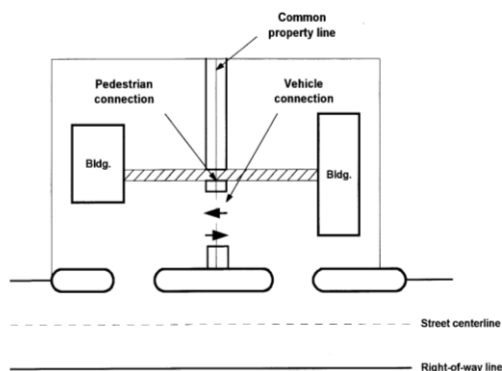 Common
property line
Pedestrian
connection
Vehicle
connection
Bldg.
Bldg.
Street centerline
Right-of-way line